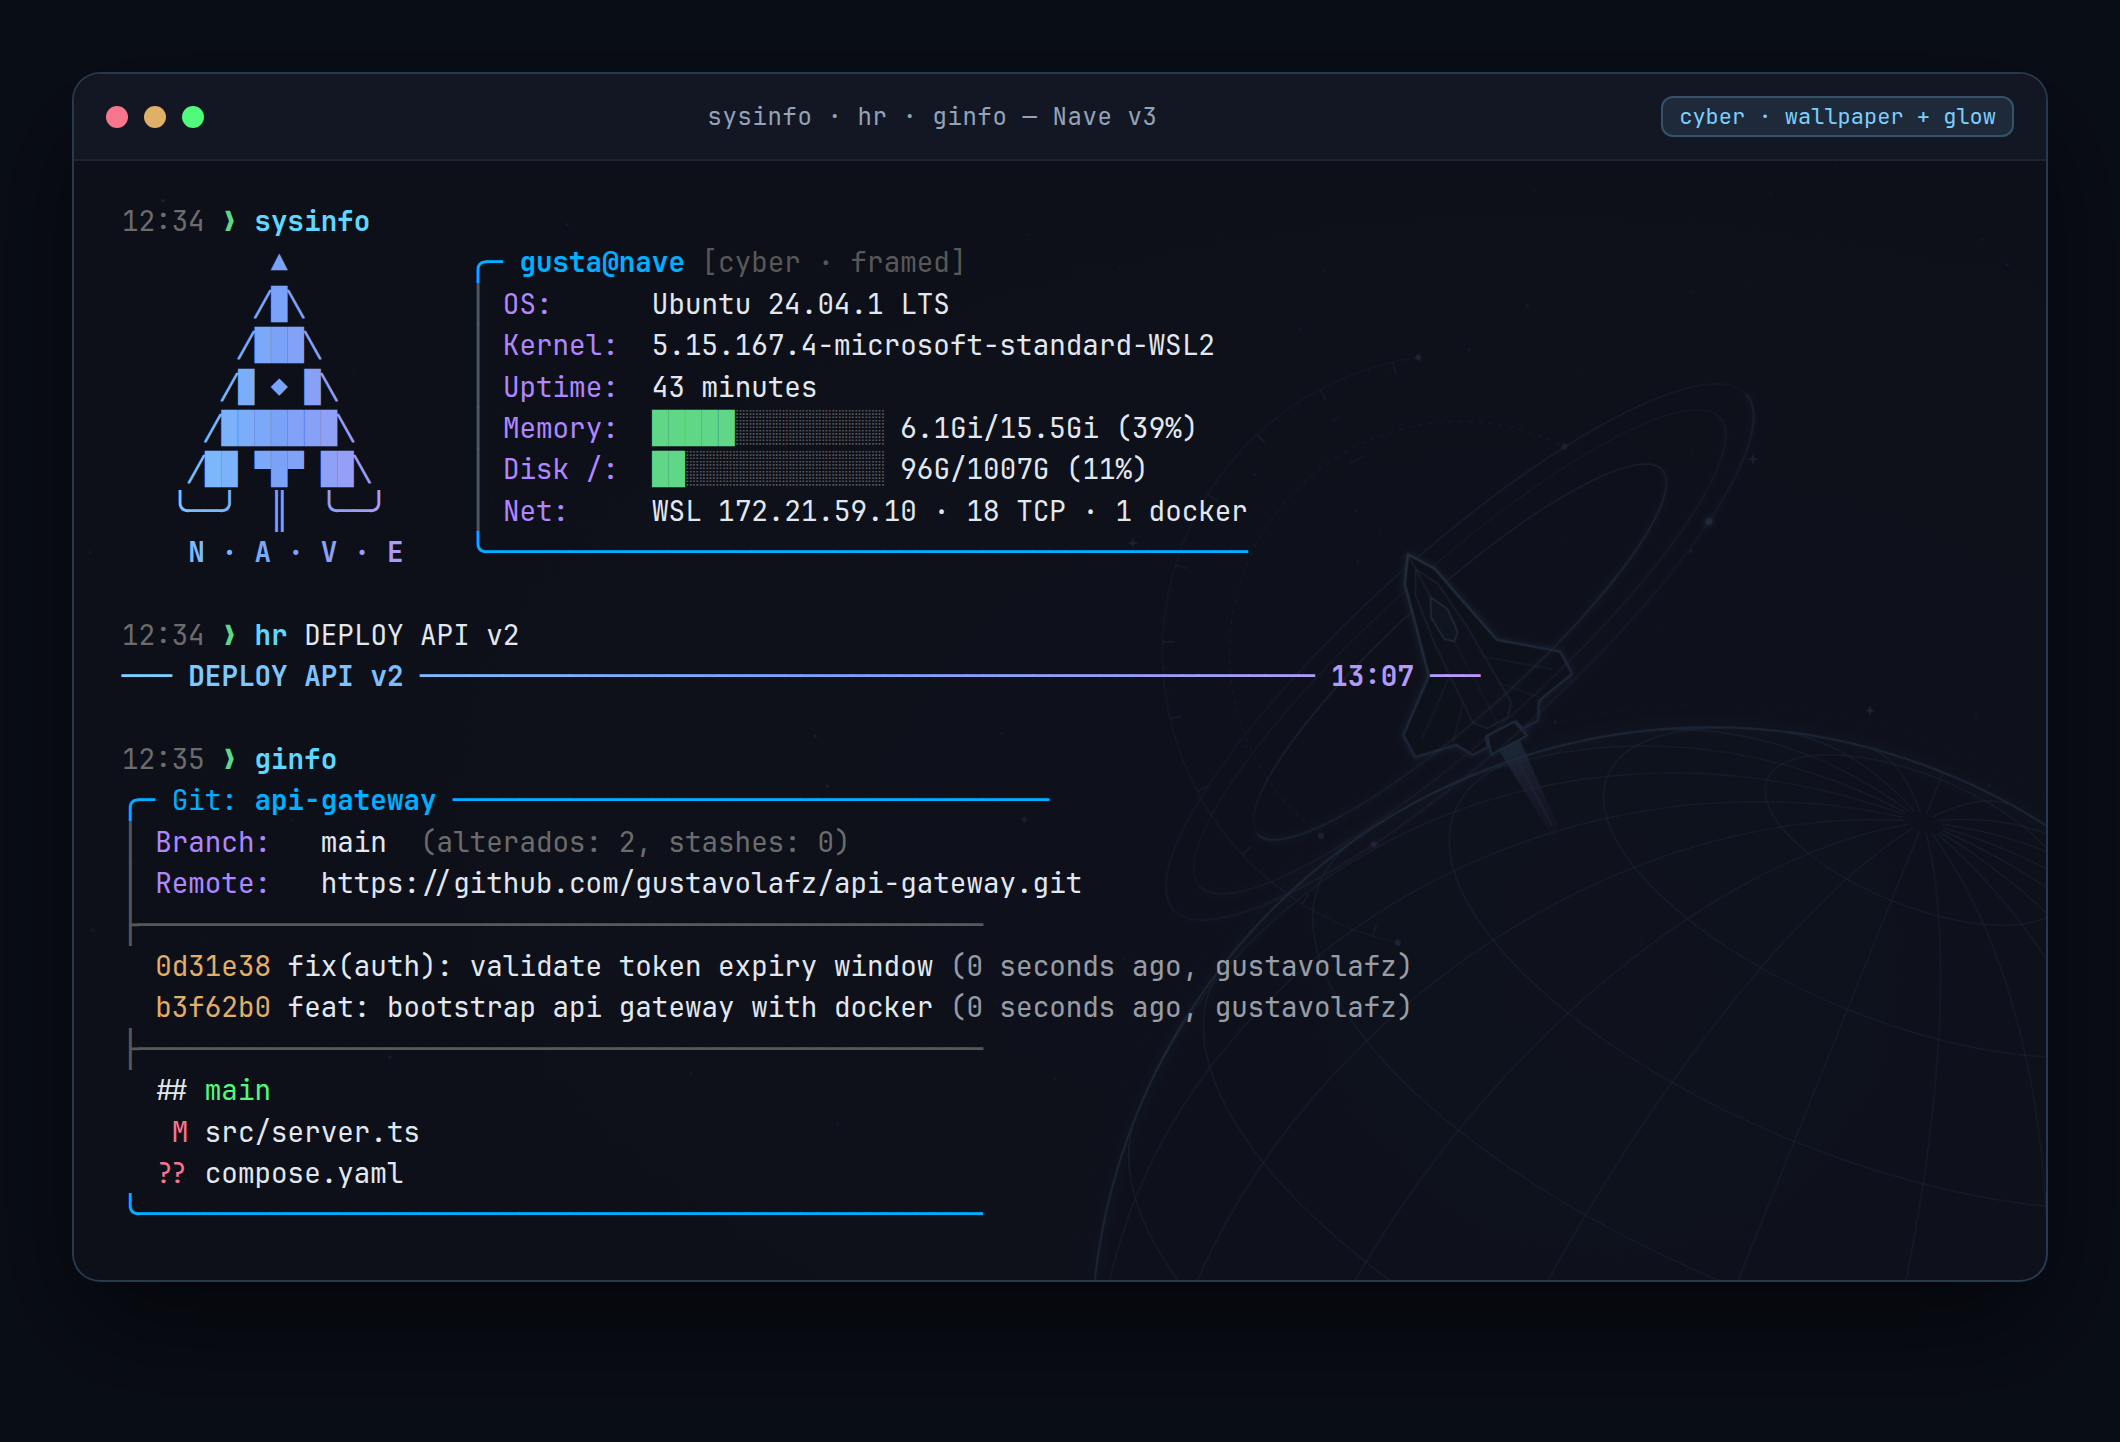 sysinfo · hr · ginfo — Nave v3
cyber · wallpaper + glow
12:34 ❯ sysinfo
gusta@nave [cyber · framed]
OS: Ubuntu 24.04.1 LTS
Kernel: 5.15.167.4-microsoft-standard-WSL2
Uptime: 43 minutes
Memory: 6.1Gi/15.5Gi (39%)
Disk /: 96G/1007G (11%)
Net: WSL 172.21.59.10 · 18 TCP · 1 docker
N · A · V · E
12:34 ❯ hr DEPLOY API v2
DEPLOY API v2 13:07
12:35 ❯ ginfo
Git: api-gateway
Branch: main (alterados: 2, stashes: 0)
Remote: https://github.com/gustavolafz/api-gateway.git
0d31e38 fix(auth): validate token expiry window (0 seconds ago, gustavolafz)
b3f62b0 feat: bootstrap api gateway with docker (0 seconds ago, gustavolafz)
## main
M src/server.ts
?? compose.yaml